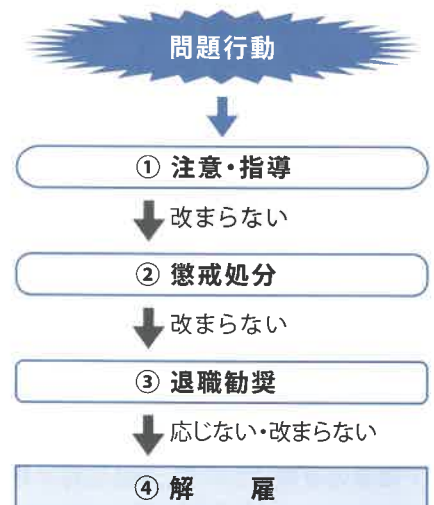 問題行動
① 注意・指導
改まらない
② 懲戒処分
改まらない
③ 退職勧奨
応じない・改まらない
④ 解　雇